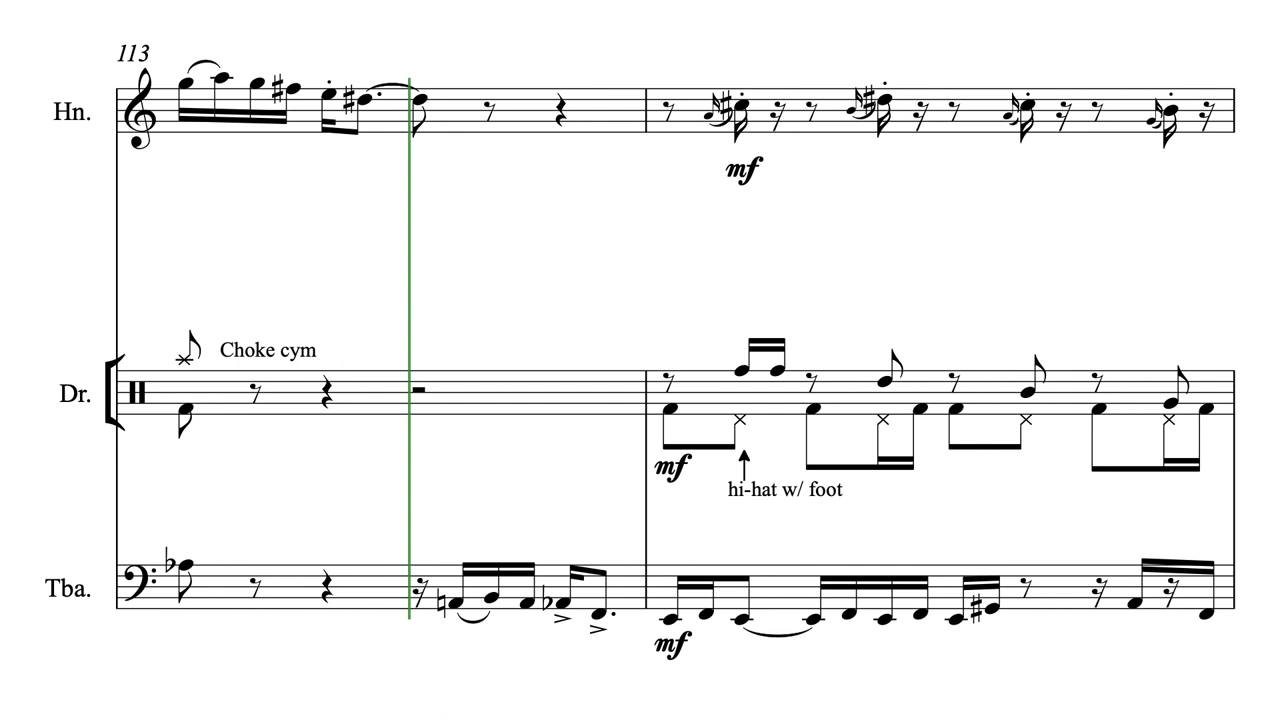 113
Hn.
mf
Choke cym
Dr.
mf
hi-hat w/ foot
Tba.
mf